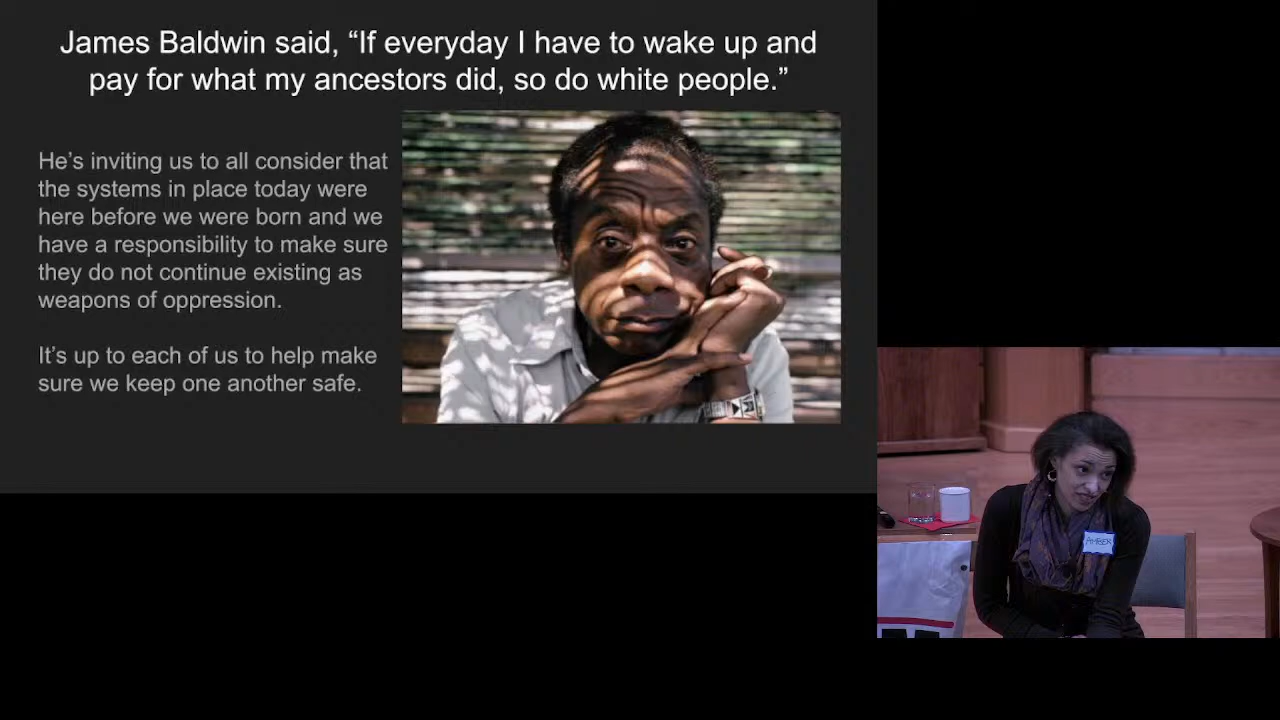 James Baldwin said, “If everyday I have to wake up and
pay for what my ancestors did, so do white people.”
He’s inviting us to all consider that
the systems in place today were
here before we were born and we
have a responsibility to make sure
they do not continue existing as
weapons of oppression.
It’s up to each of us to help make
sure we keep one another safe.
AMBER